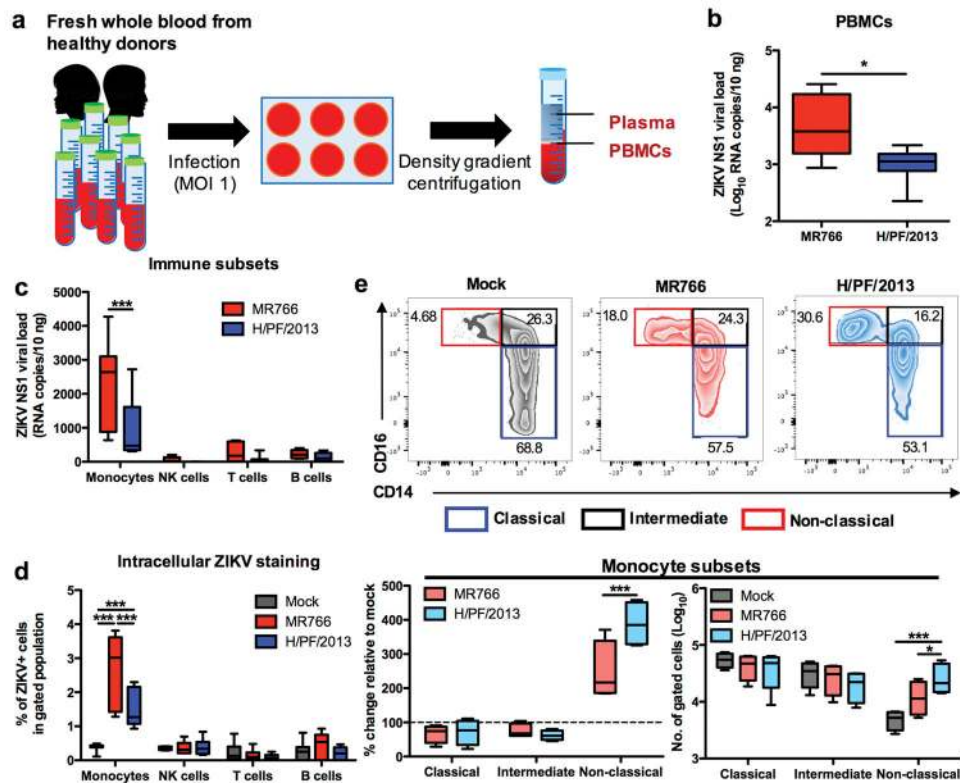 a
Fresh whole blood from
healthy donors
Infection
(MOI 1)
Density gradient
centrifugation
Plasma
PBMCs
b
PBMCs
ZIKV NS1 viral load
(Log10 RNA copies/10 ng)
5
4
3
2
*
MR766
H/PF/2013
c
Immune subsets
ZIKV NS1 viral load
(RNA copies/10 ng)
5000
4000
3000
2000
1000
0
***
MR766
H/PF/2013
Monocytes NK cells T cells B cells
e
Mock
MR766
H/PF/2013
4.68
26.3
68.8
18.0
24.3
57.5
30.6
16.2
53.1
CD16
CD14
Classical
Intermediate
Non-classical
d
Intracellular ZIKV staining
% of ZIKV+ cells
in gated population
5
4
3
2
1
0
***
*** ***
Mock
MR766
H/PF/2013
Monocytes NK cells T cells B cells
Monocyte subsets
% change relative to mock
500
400
300
200
100
0
MR766
H/PF/2013
***
Classical Intermediate Non-classical
No. of gated cells (Log10)
6
5
4
3
Mock
MR766
H/PF/2013
***
*
Classical Intermediate Non-classical